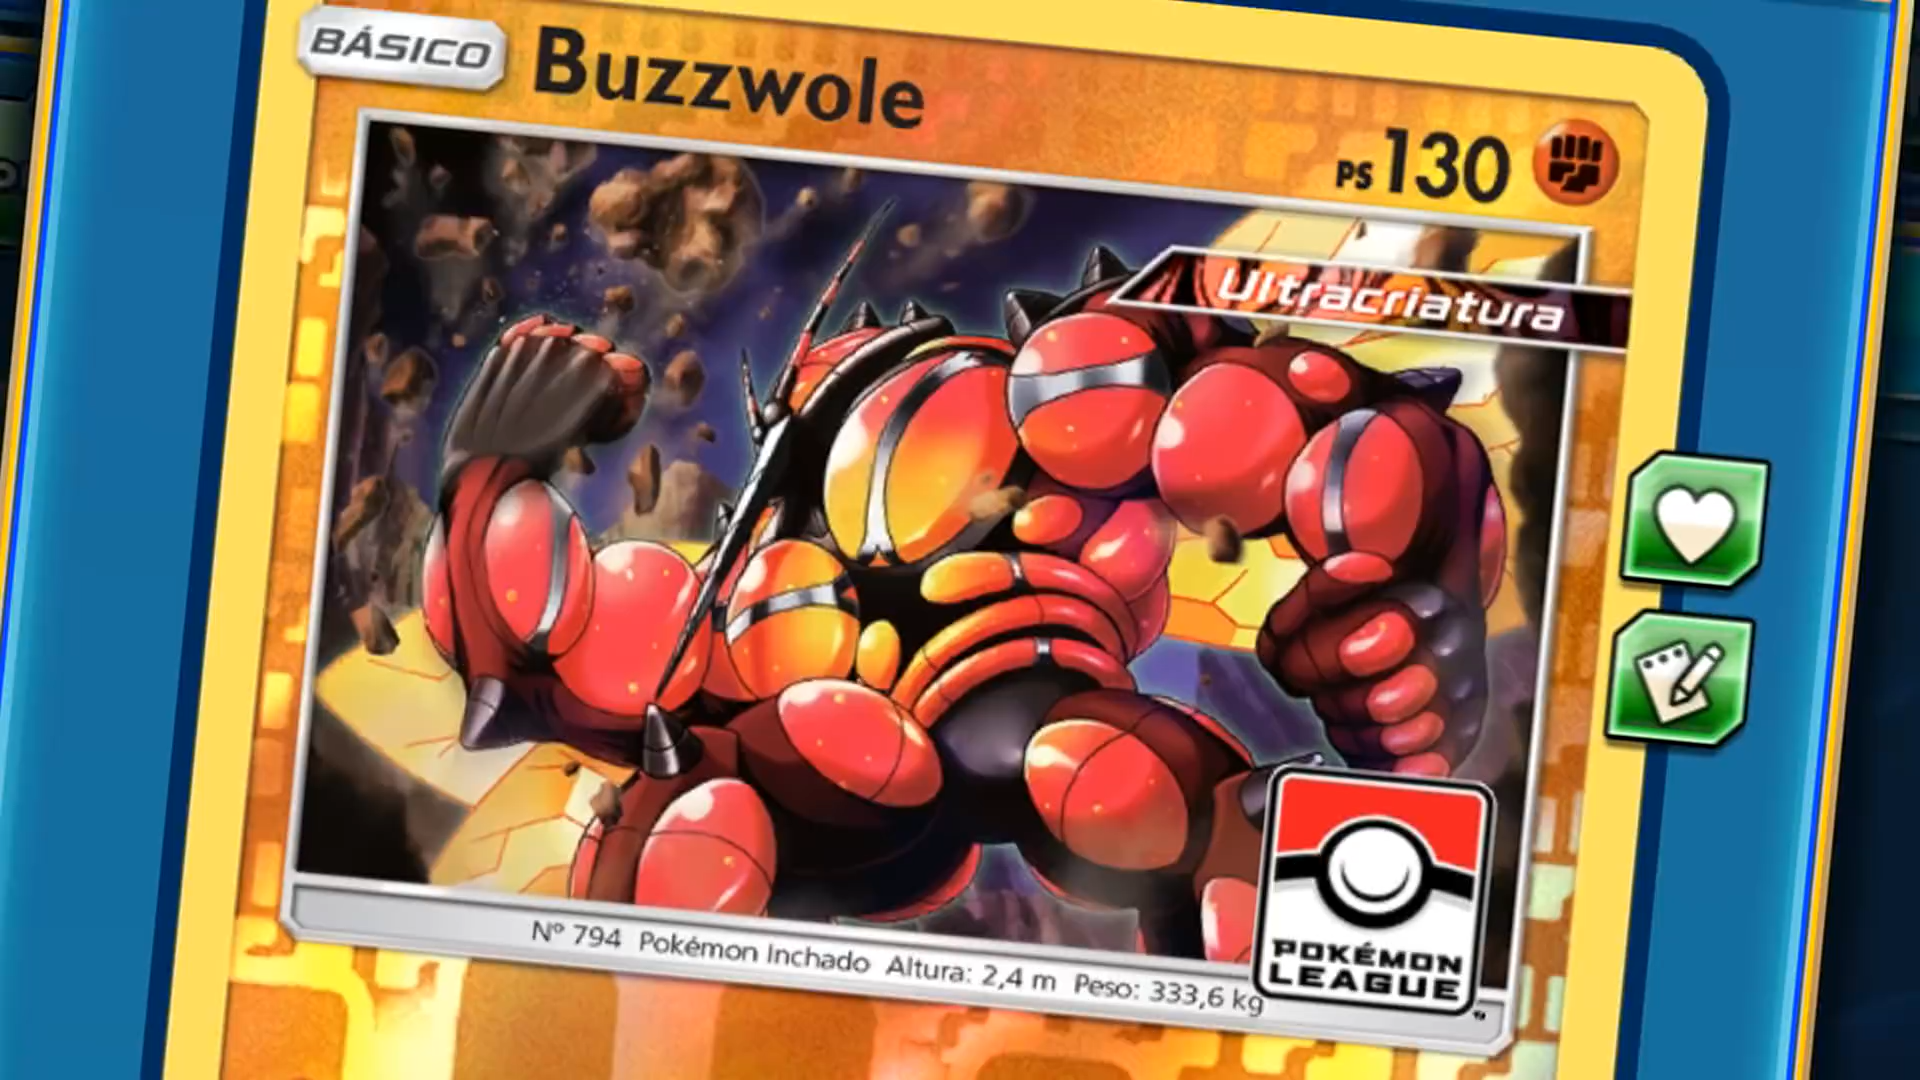 BÁSICO
Buzzwole
PS 130
Ultracriatura
POKÉMON
LEAGUE
Nº 794 Pokémon Inchado Altura: 2,4 m Peso: 333,6 kg